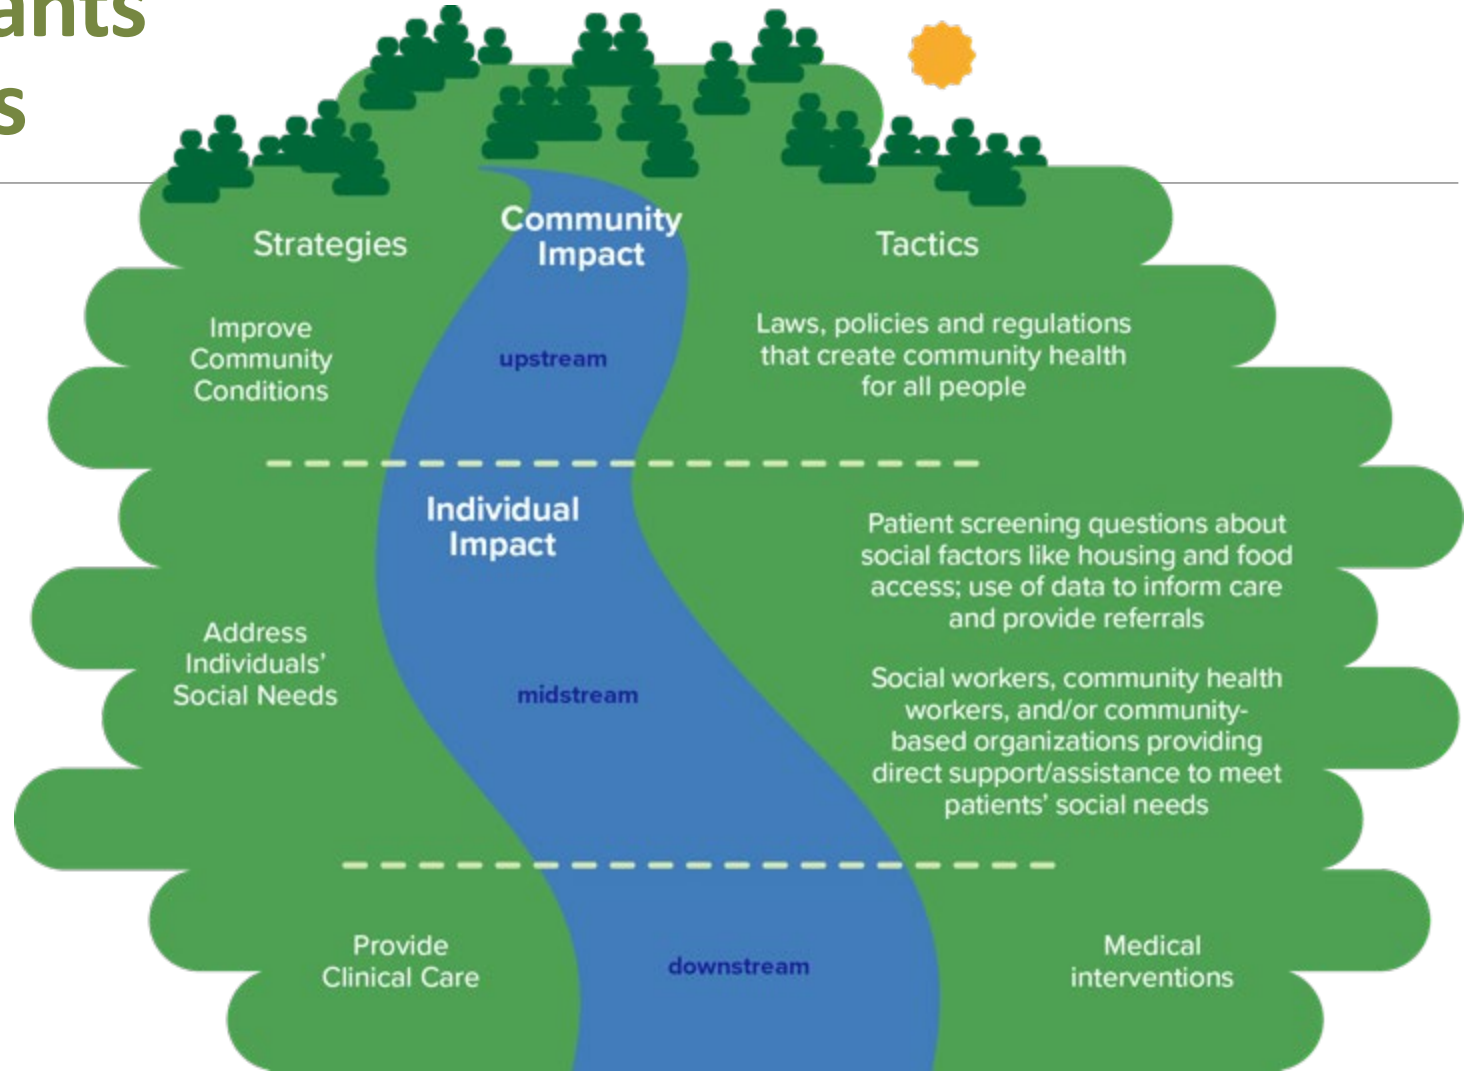 ants
s
Strategies
Community
Impact
Tactics
Improve
Community
Conditions
upstream
Laws, policies and regulations
that create community health
for all people
Individual
Impact
Address
Individuals’
Social Needs
midstream
Patient screening questions about
social factors like housing and food
access; use of data to inform care
and provide referrals
Social workers, community health
workers, and/or community-
based organizations providing
direct support/assistance to meet
patients’ social needs
Provide
Clinical Care
downstream
Medical
interventions